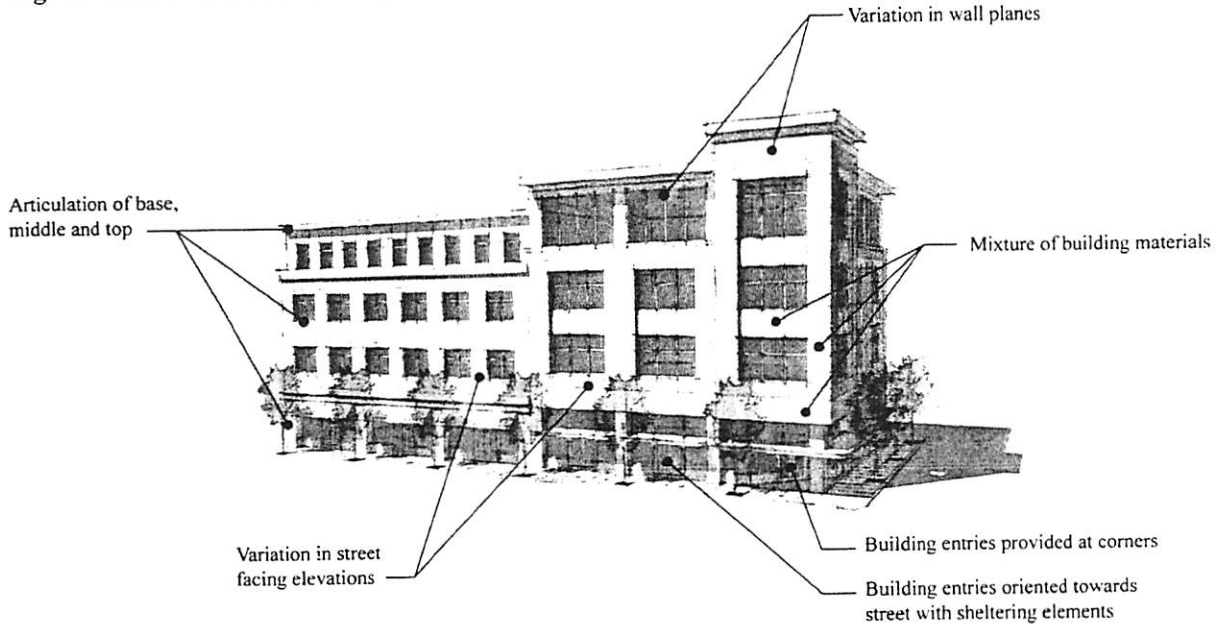 Variation in wall planes
Articulation of base,
middle and top
Mixture of building materials
Variation in street
facing elevations
Building entries provided at corners
Building entries oriented towards
street with sheltering elements